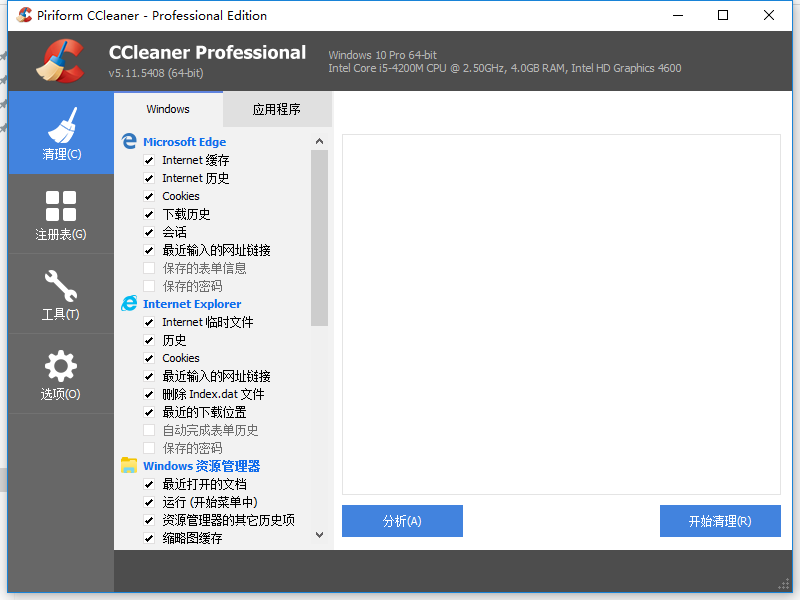 Piriform CCleaner - Professional Edition
CCleaner Professional
v5.11.5408 (64-bit)
Windows 10 Pro 64-bit
Intel Core i5-4200M CPU @ 2.50GHz, 4.0GB RAM, Intel HD Graphics 4600
清理(C)
注册表(G)
工具(T)
选项(O)
Windows
应用程序
Microsoft Edge
Internet 缓存
Internet 历史
Cookies
下载历史
会话
最近输入的网址链接
保存的表单信息
保存的密码
Internet Explorer
Internet 临时文件
历史
Cookies
最近输入的网址链接
删除 Index.dat 文件
最近的下载位置
自动完成表单历史
保存的密码
Windows 资源管理器
最近打开的文档
运行 (开始菜单中)
资源管理器的其它历史项
缩略图缓存
分析(A)
开始清理(R)